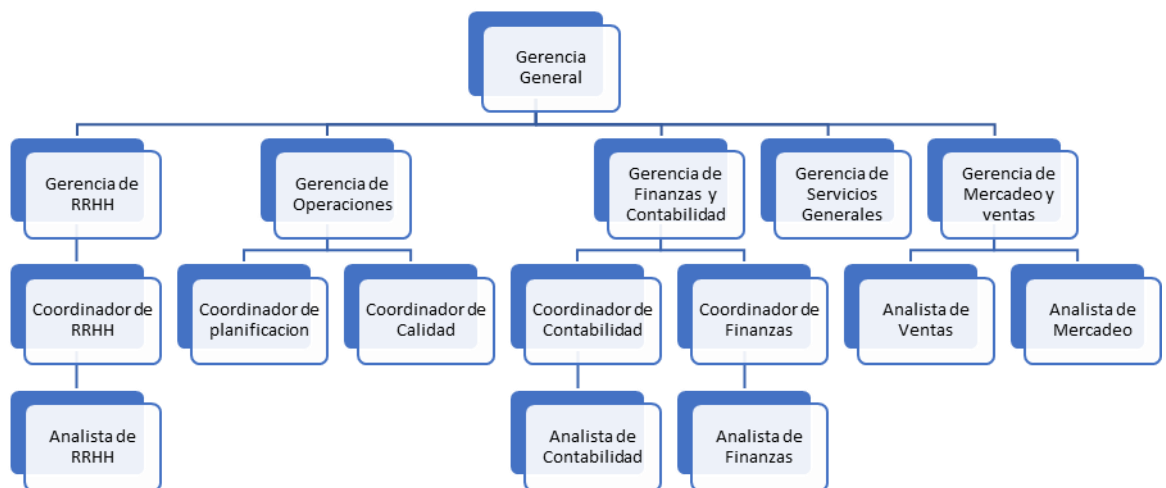 Gerencia
General
Gerencia de
RRHH
Gerencia de
Operaciones
Gerencia de
Finanzas y
Contabilidad
Gerencia de
Servicios
Generales
Gerencia de
Mercadeo y
ventas
Coordinador de
RRHH
Coordinador de
planificacion
Coordinador de
Calidad
Coordinador de
Contabilidad
Coordinador de
Finanzas
Analista de
Ventas
Analista de
Mercadeo
Analista de
RRHH
Analista de
Contabilidad
Analista de
Finanzas